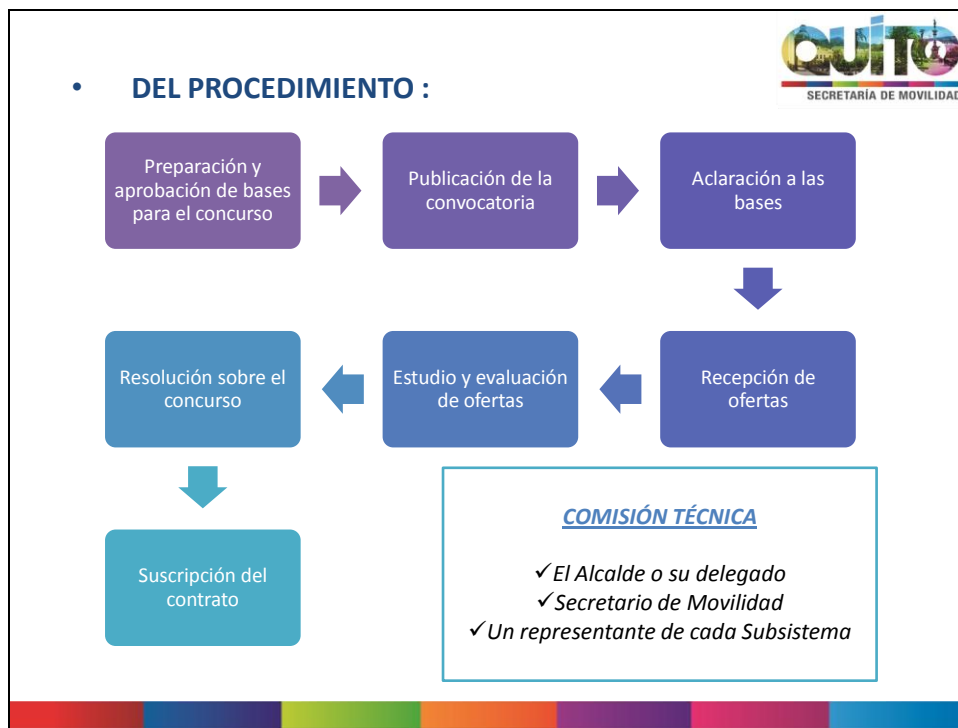 QUITO
SECRETARÍA DE MOVILIDAD
• DEL PROCEDIMIENTO :
Preparación y
aprobación de bases
para el concurso
Publicación de la
convocatoria
Aclaración a las
bases
Recepción de
ofertas
Estudio y evaluación
de ofertas
Resolución sobre el
concurso
Suscripción del
contrato
COMISIÓN TÉCNICA
✓El Alcalde o su delegado
✓Secretario de Movilidad
✓Un representante de cada Subsistema